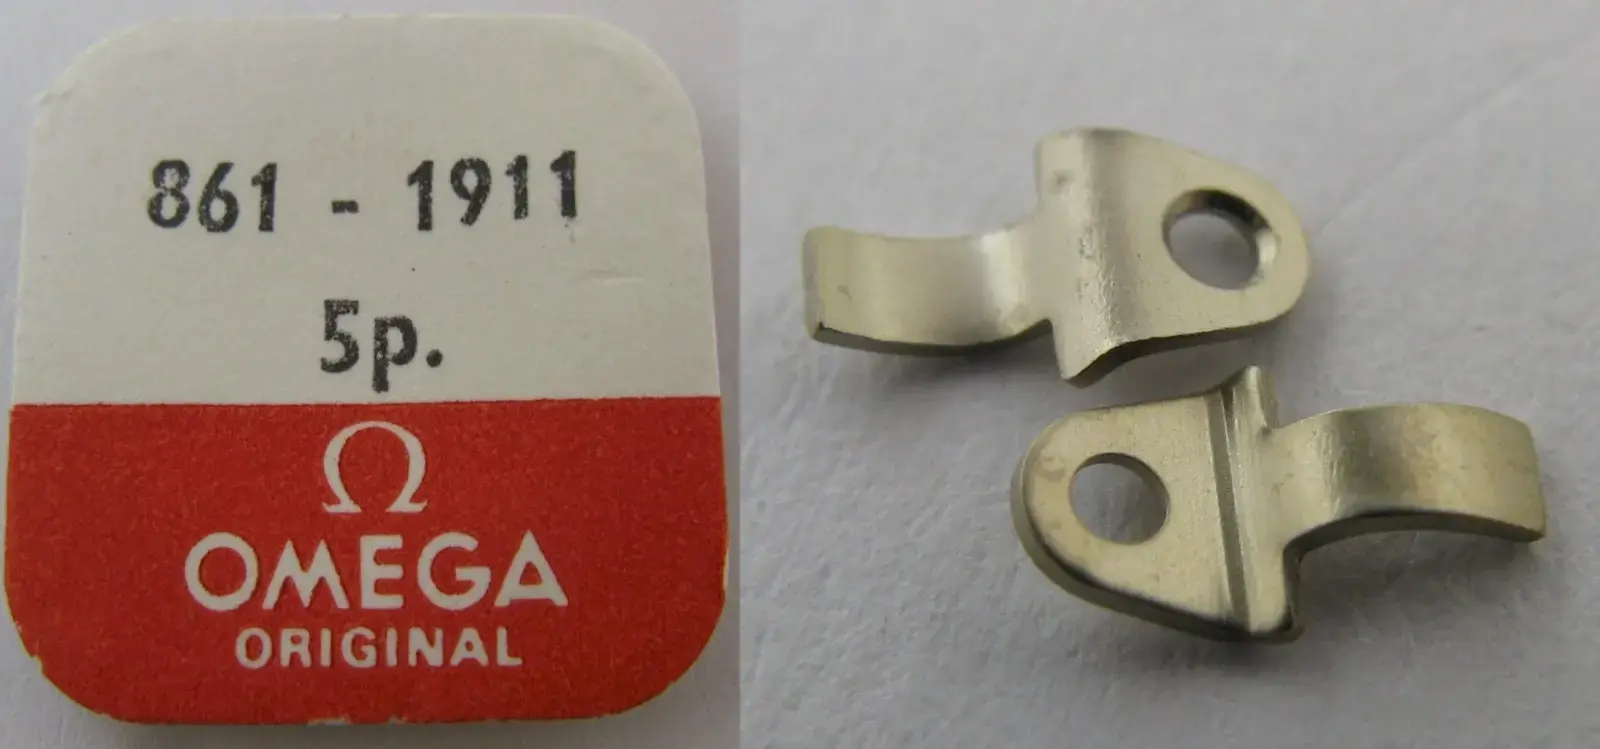 861 - 1911
5p.
Ω
OMEGA
ORIGINAL